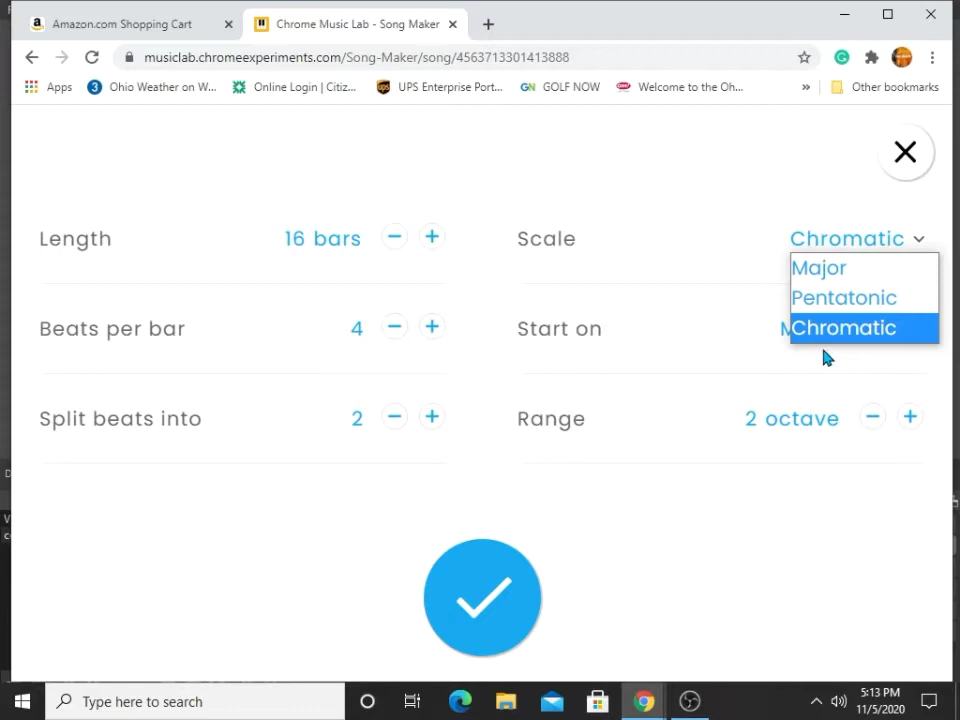 Amazon.com Shopping Cart
Chrome Music Lab - Song Maker
musiclab.chromeexperiments.com/Song-Maker/song/4563713301413888
Apps
3 Ohio Weather on W...
Online Login | Citiz...
UPS Enterprise Port...
GN GOLF NOW
Welcome to the Oh...
» Other bookmarks
Length 16 bars − +
Scale Chromatic
Major
Pentatonic
Chromatic
Beats per bar 4 − +
Start on
Split beats into 2 − +
Range 2 octave − +
Type here to search
5:13 PM
11/5/2020